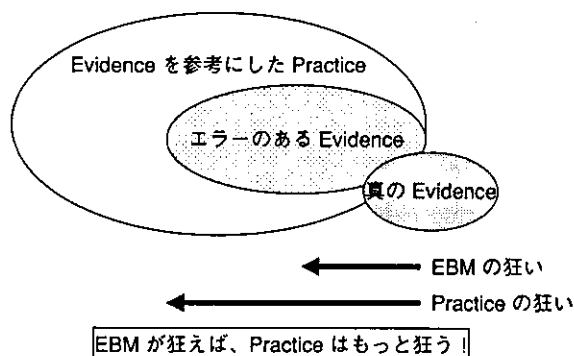 Evidence を参考にした Practice
エラーのある Evidence
真の Evidence
EBM の狂い
Practice の狂い
EBM が狂えば、Practice はもっと狂う!